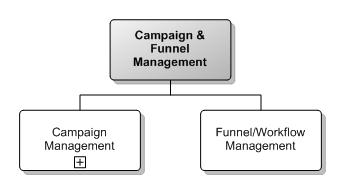 Campaign &
Funnel
Management
Campaign
Management
Funnel/Workflow
Management